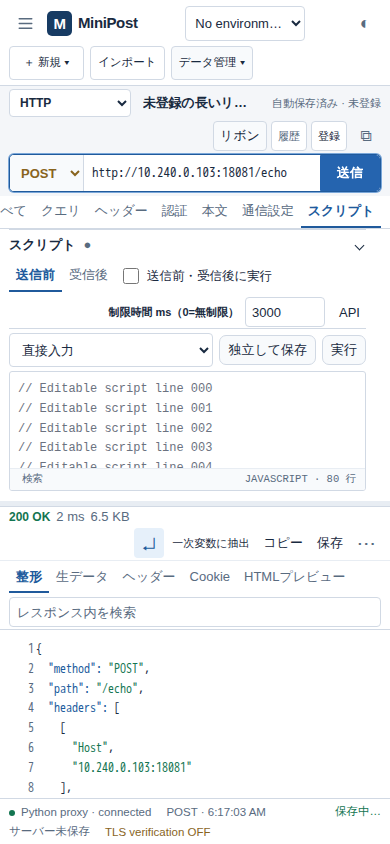 M MiniPost No environm…
＋ 新規 ▾ インポート データ管理 ▾
HTTP 未登録の長いリ… 自動保存済み · 未登録
リボン 履歴 登録
POST http://10.240.0.103:18081/echo 送信
べて クエリ ヘッダー 認証 本文 通信設定 スクリプト
スクリプト ●
送信前 受信後 送信前・受信後に実行
制限時間 ms（0=無制限） 3000 API
直接入力 独立して保存 実行
// Editable script line 000
// Editable script line 001
// Editable script line 002
// Editable script line 003
// Editable script line 004
検索 JAVASCRIPT · 80 行
200 OK 2 ms 6.5 KB
一次変数に抽出 コピー 保存 ···
整形 生データ ヘッダー Cookie HTMLプレビュー
レスポンス内を検索
1 {
2 "method": "POST",
3 "path": "/echo",
4 "headers": [
5 [
6 "Host",
7 "10.240.0.103:18081"
8 ],
Python proxy · connected POST · 6:17:03 AM 保存中…
サーバー未保存 TLS verification OFF